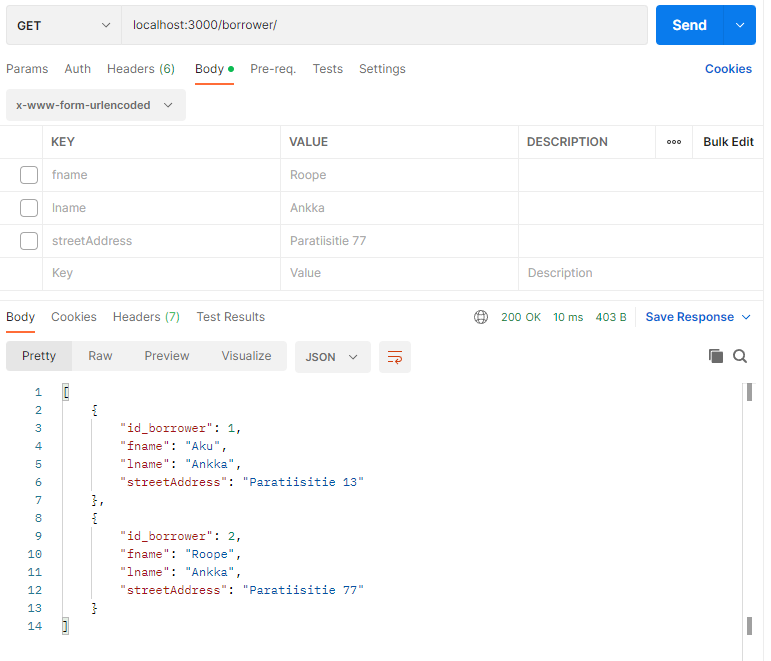 GET localhost:3000/borrower/ Send
Params Auth Headers (6) Body Pre-req. Tests Settings Cookies
x-www-form-urlencoded
KEY VALUE DESCRIPTION ooo Bulk Edit
fname Roope
lname Ankka
streetAddress Paratiisitie 77
Key Value Description
Body Cookies Headers (7) Test Results 200 OK 10 ms 403 B Save Response
Pretty Raw Preview Visualize JSON
1 [
2 {
3 "id_borrower": 1,
4 "fname": "Aku",
5 "lname": "Ankka",
6 "streetAddress": "Paratiisitie 13"
7 },
8 {
9 "id_borrower": 2,
10 "fname": "Roope",
11 "lname": "Ankka",
12 "streetAddress": "Paratiisitie 77"
13 }
14 ]